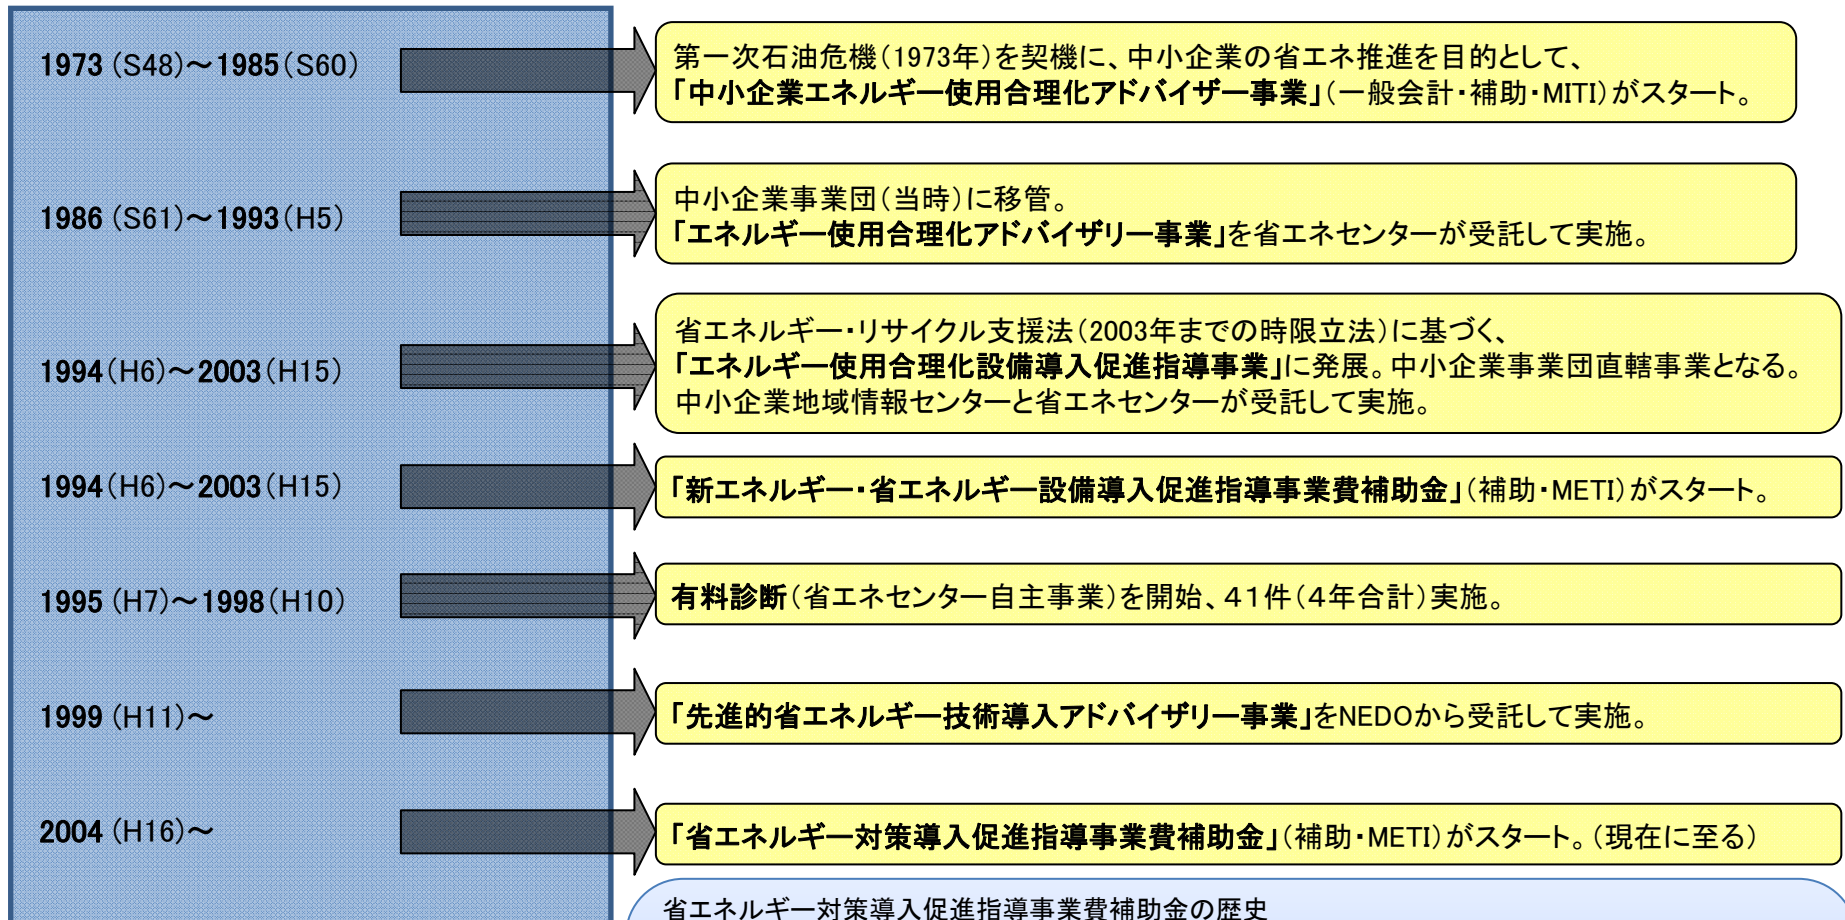 1973 (S48)～1985(S60)
第一次石油危機(1973年)を契機に、中小企業の省エネ推進を目的として、
「中小企業エネルギー使用合理化アドバイザー事業」(一般会計・補助・MITI)がスタート。
1986 (S61)～1993(H5)
中小企業事業団(当時)に移管。
「エネルギー使用合理化アドバイザリー事業」を省エネセンターが受託して実施。
1994(H6)～2003(H15)
省エネルギー・リサイクル支援法(2003年までの時限立法)に基づく、
「エネルギー使用合理化設備導入促進指導事業」に発展。中小企業事業団直轄事業となる。
中小企業地域情報センターと省エネセンターが受託して実施。
1994(H6)～2003(H15)
「新エネルギー・省エネルギー設備導入促進指導事業費補助金」(補助・METI)がスタート。
1995 (H7)～1998(H10)
有料診断(省エネセンター自主事業)を開始、４１件(４年合計)実施。
1999 (H11)～
「先進的省エネルギー技術導入アドバイザリー事業」をNEDOから受託して実施。
2004 (H16)～
「省エネルギー対策導入促進指導事業費補助金」(補助・METI)がスタート。(現在に至る)
省エネルギー対策導入促進指導事業費補助金の歴史